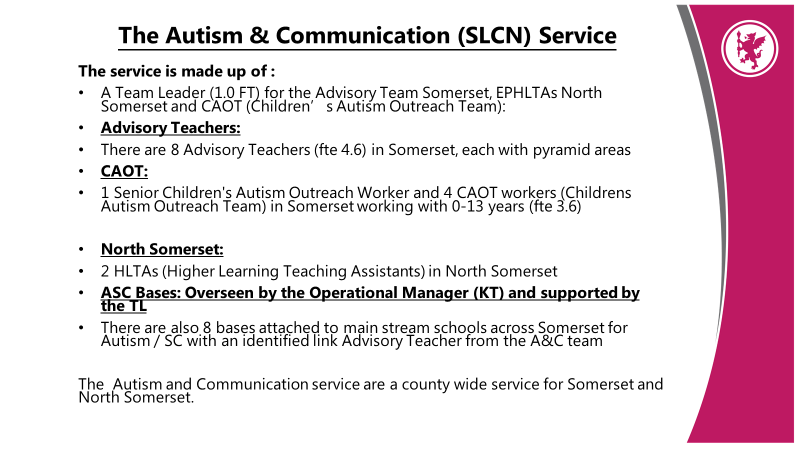 The Autism & Communication (SLCN) Service
The service is made up of :
• A Team Leader (1.0 FT) for the Advisory Team Somerset, EPHLTAs North
Somerset and CAOT (Children’ s Autism Outreach Team):
• Advisory Teachers:
• There are 8 Advisory Teachers (fte 4.6) in Somerset, each with pyramid areas
• CAOT:
• 1 Senior Children's Autism Outreach Worker and 4 CAOT workers (Childrens
Autism Outreach Team) in Somerset working with 0-13 years (fte 3.6)
• North Somerset:
• 2 HLTAs (Higher Learning Teaching Assistants) in North Somerset
• ASC Bases: Overseen by the Operational Manager (KT) and supported by
the TL
• There are also 8 bases attached to main stream schools across Somerset for
Autism / SC with an identified link Advisory Teacher from the A&C team
The  Autism and Communication service are a county wide service for Somerset and
North Somerset.